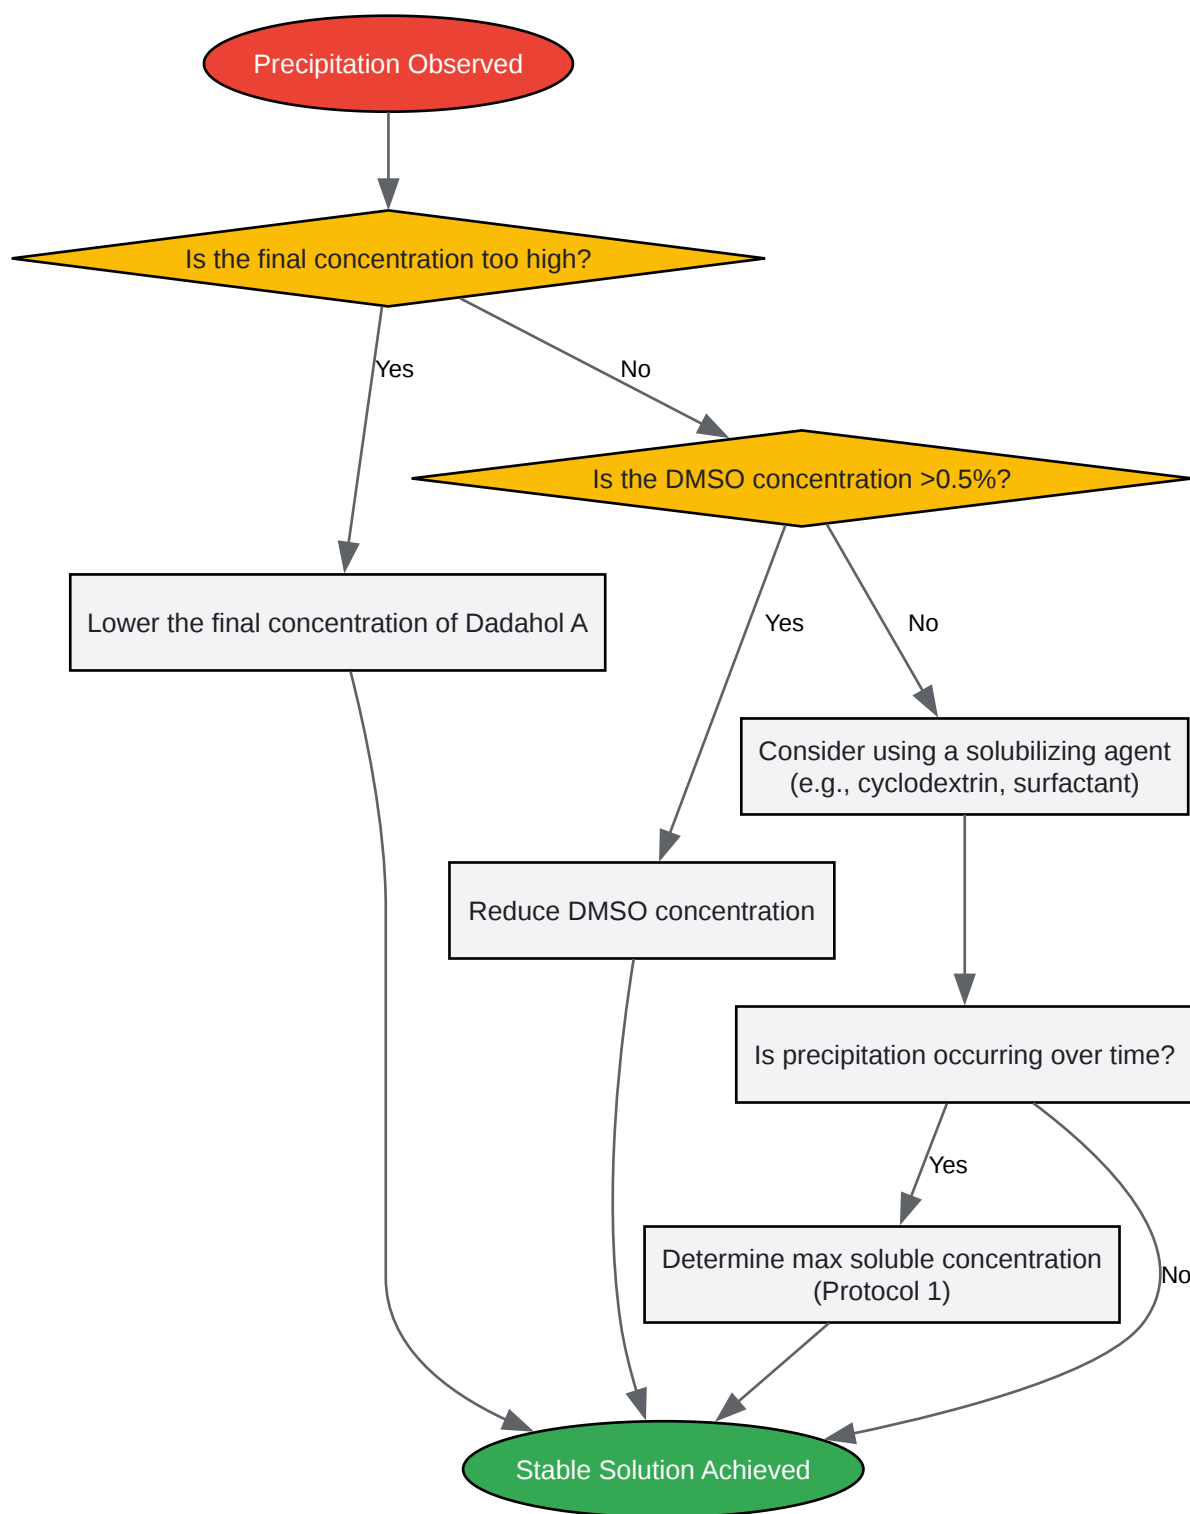 Precipitation Observed
Is the final concentration too high?
Yes
No
Is the DMSO concentration >0.5%?
Lower the final concentration of Dadahol A
Yes
No
Consider using a solubilizing agent
(e.g., cyclodextrin, surfactant)
Reduce DMSO concentration
Is precipitation occurring over time?
Yes
Determine max soluble concentration
(Protocol 1)
No
Stable Solution Achieved